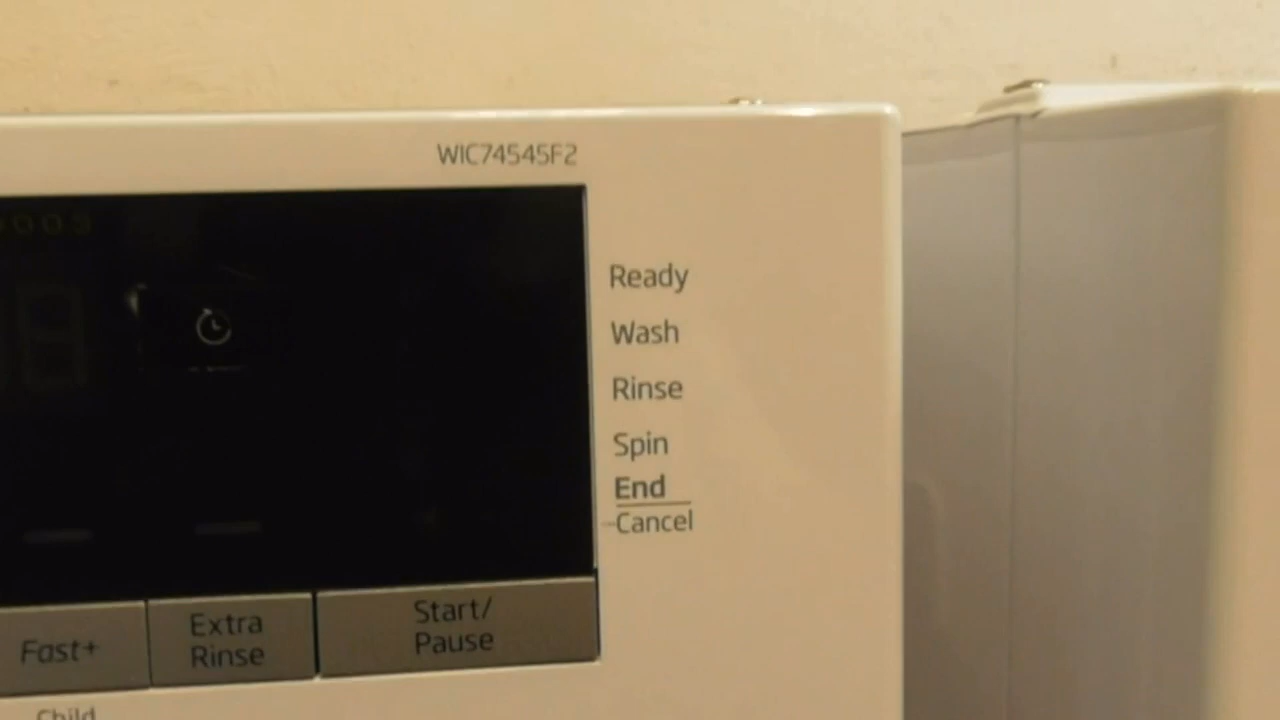 WIC74545F2
Ready
Wash
Rinse
Spin
End
Cancel
Fast+
Extra
Rinse
Start/
Pause
Child